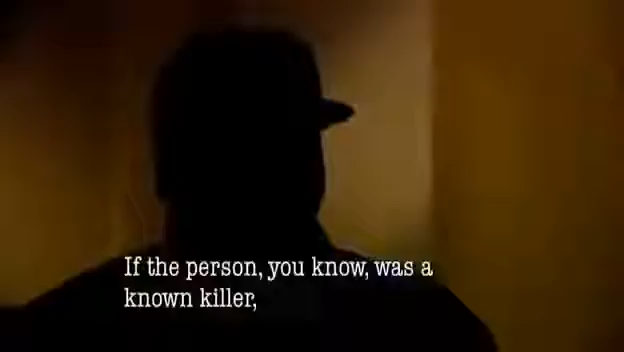 If the person, you know, was a
known killer,